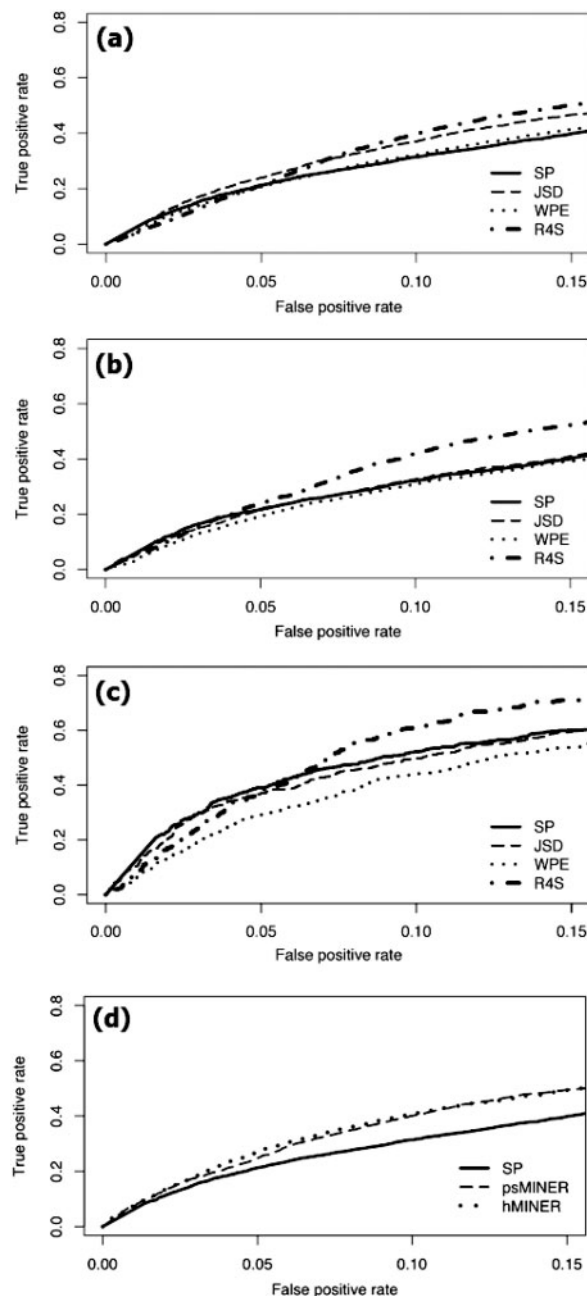 (a)
True positive rate
0.8
0.6
0.4
0.2
0.0
SP
JSD
WPE
R4S
0.00 0.05 0.10 0.15
False positive rate
(b)
True positive rate
0.8
0.6
0.4
0.2
0.0
SP
JSD
WPE
R4S
0.00 0.05 0.10 0.15
False positive rate
(c)
True positive rate
0.8
0.6
0.4
0.2
0.0
SP
JSD
WPE
R4S
0.00 0.05 0.10 0.15
False positive rate
(d)
True positive rate
0.8
0.6
0.4
0.2
0.0
SP
psMINER
hMINER
0.00 0.05 0.10 0.15
False positive rate